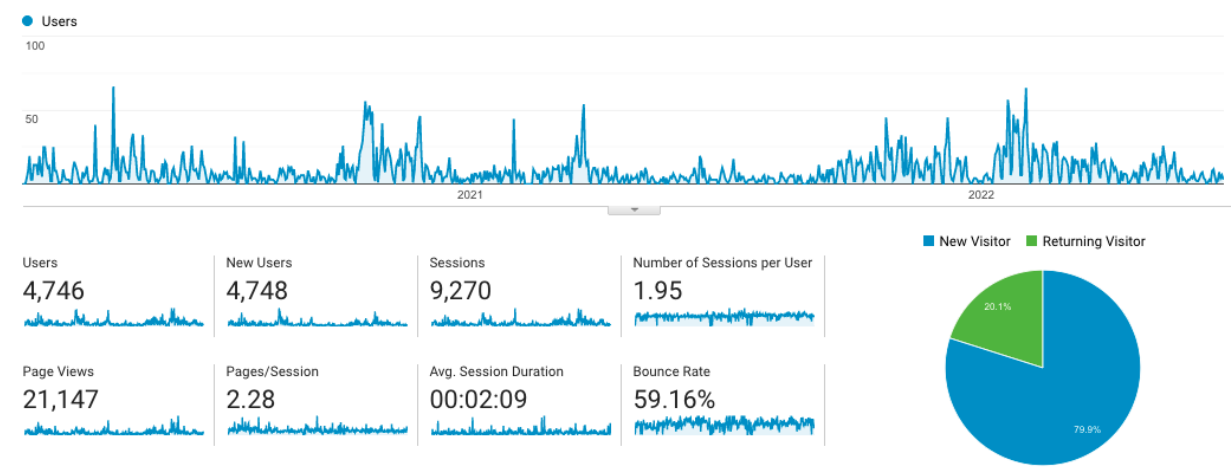 Users
100
50
2021
2022
New Visitor
Returning Visitor
Users
New Users
Sessions
Number of Sessions per User
4,746
4,748
9,270
1.95
20.1%
Page Views
Pages/Session
Avg. Session Duration
Bounce Rate
21,147
2.28
00:02:09
59.16%
79.9%